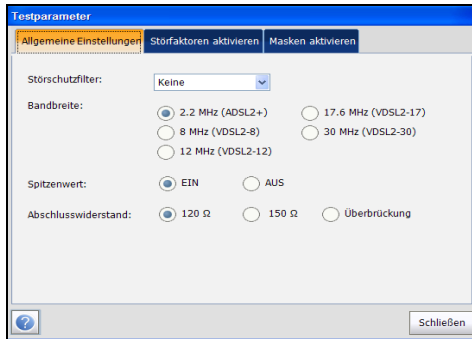 Testparameter
Allgemeine Einstellungen Störfaktoren aktivieren Masken aktivieren
Störschutzfilter: Keine
Bandbreite: 2.2 MHz (ADSL2+) 17.6 MHz (VDSL2-17)
8 MHz (VDSL2-8) 30 MHz (VDSL2-30)
12 MHz (VDSL2-12)
Spitzenwert: EIN AUS
Abschlusswiderstand: 120 Ω 150 Ω Überbrückung
? Schließen